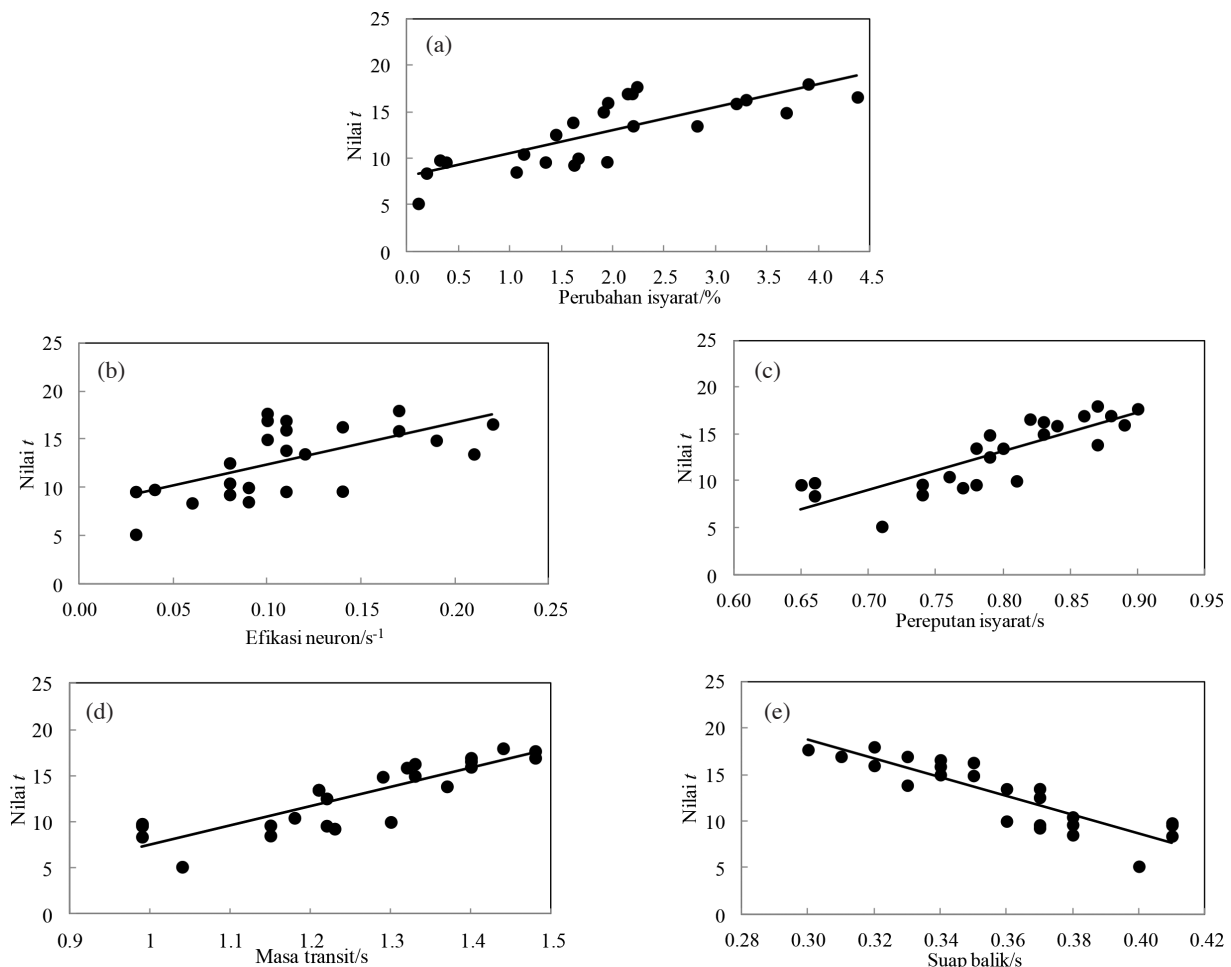 (a)
Nilai t
25
20
15
10
5
0
0.0 0.5 1.0 1.5 2.0 2.5 3.0 3.5 4.0 4.5
Perubahan isyarat/%
(b)
Nilai t
25
20
15
10
5
0
0.00 0.05 0.10 0.15 0.20 0.25
Efikasi neuron/s-1
(c)
Nilai t
25
20
15
10
5
0
0.60 0.65 0.70 0.75 0.80 0.85 0.90 0.95
Pereputan isyarat/s
(d)
Nilai t
25
20
15
10
5
0
0.9 1 1.1 1.2 1.3 1.4 1.5
Masa transit/s
(e)
Nilai t
25
20
15
10
5
0
0.28 0.30 0.32 0.34 0.36 0.38 0.40 0.42
Suap balik/s